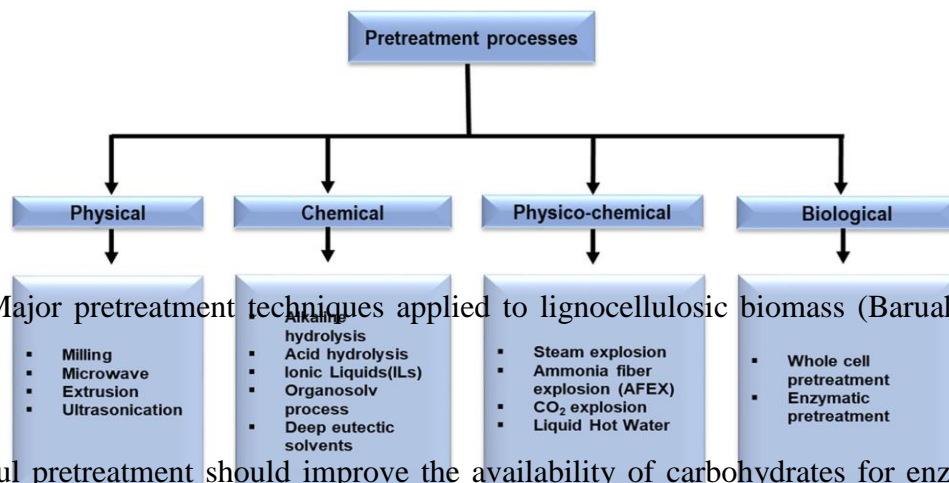 Pretreatment processes
Physical
Chemical
Physico-chemical
Biological
Major pretreatment techniques applied to lignocellulosic biomass (Baruah
▪ Milling
▪ Microwave
▪ Extrusion
▪ Ultrasonication
▪ Alkaline
hydrolysis
▪ Acid hydrolysis
▪ Ionic Liquids(ILs)
▪ Organosolv
process
▪ Deep eutectic
solvents
▪ Steam explosion
▪ Ammonia fiber
explosion (AFEX)
▪ CO₂ explosion
▪ Liquid Hot Water
▪ Whole cell
pretreatment
▪ Enzymatic
pretreatment
ul pretreatment should improve the availability of carbohydrates for enz